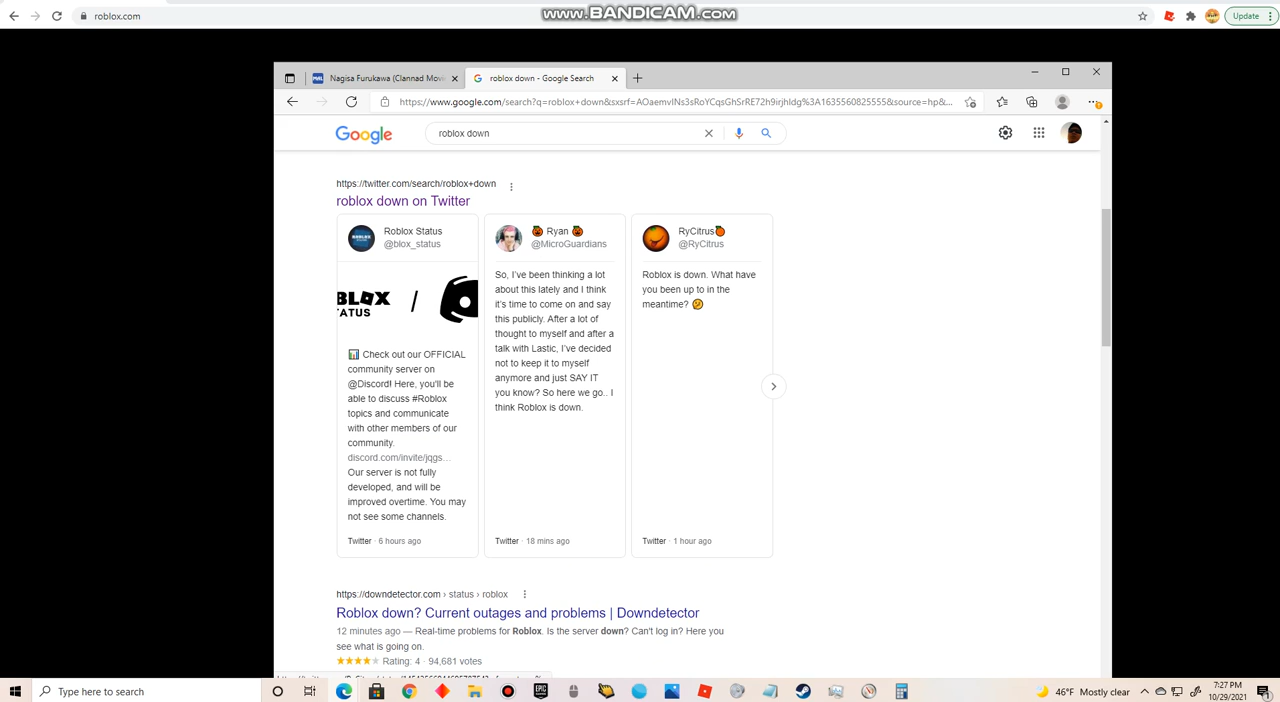 roblox.com
www.BANDICAM.com
Update
Nagisa Furukawa (Clannad Movi
roblox down - Google Search
https://www.google.com/search?q=roblox+down&sxsrf=AOaemvINs3sRoYCqsGhSrRE72h9irjhIdg%3A1635560825555&source=hp&...
Google
roblox down
https://twitter.com/search/roblox+down
roblox down on Twitter
Roblox Status
@blox_status
BLOX
TATUS
/
📊 Check out our OFFICIAL
community server on
@Discord! Here, you'll be
able to discuss #Roblox
topics and communicate
with other members of our
community.
discord.com/invite/jqgs...
Our server is not fully
developed, and will be
improved overtime. You may
not see some channels.
Twitter · 6 hours ago
🎃 Ryan 🎃
@MicroGuardians
So, I've been thinking a lot
about this lately and I think
it's time to come on and say
this publicly. After a lot of
thought to myself and after a
talk with Lastic, I've decided
not to keep it to myself
anymore and just SAY IT
you know? So here we go.. I
think Roblox is down.
Twitter · 18 mins ago
RyCitrus🍊
@RyCitrus
Roblox is down. What have
you been up to in the
meantime? 🫠
Twitter · 1 hour ago
https://downdetector.com › status › roblox
Roblox down? Current outages and problems | Downdetector
12 minutes ago — Real-time problems for Roblox. Is the server down? Can't log in? Here you
see what is going on.
Rating: 4 · 94,681 votes
Type here to search
EPIC
46°F Mostly clear
7:27 PM
10/29/2021